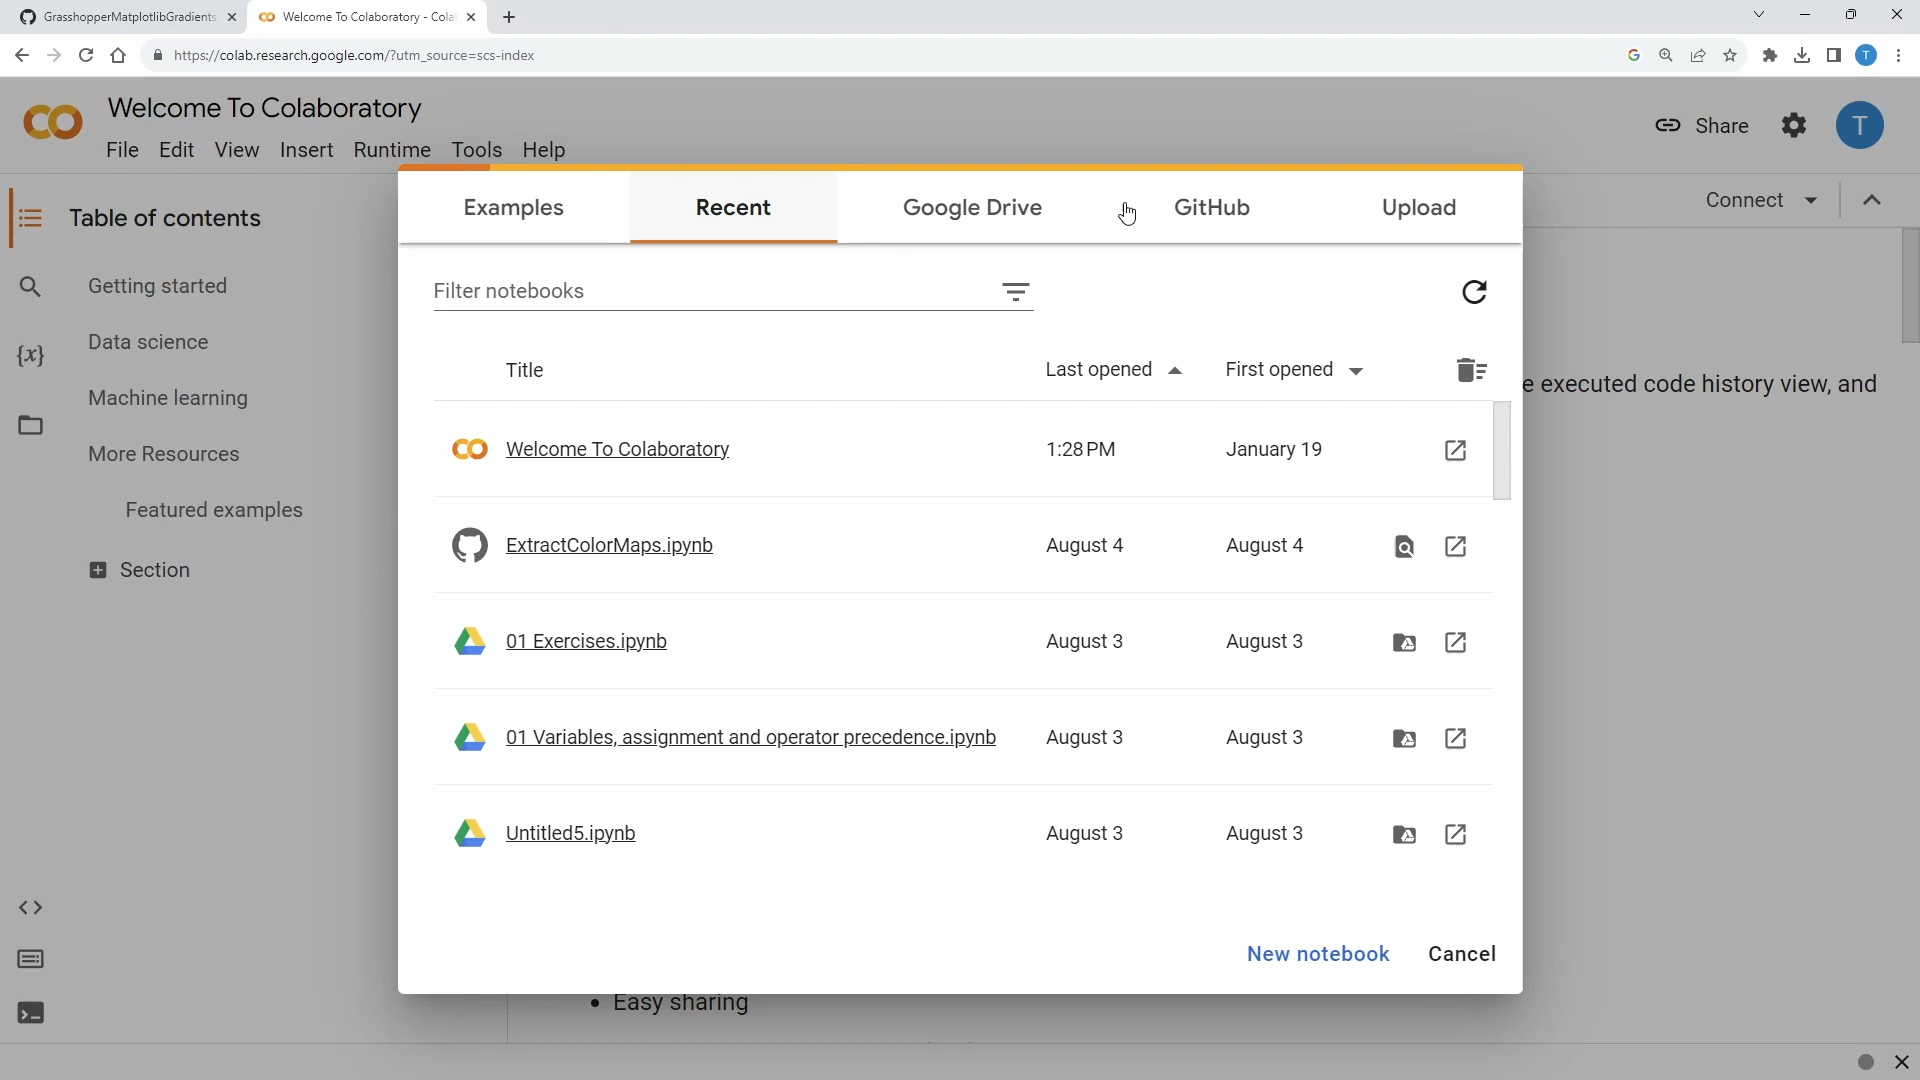 GrasshopperMatplotlibGradients
Welcome To Colaboratory - Cola
https://colab.research.google.com/?utm_source=scs-index
T
Welcome To Colaboratory
File Edit View Insert Runtime Tools Help
Share
T
Connect
Table of contents
Getting started
Data science
Machine learning
More Resources
Featured examples
Section
{x}
Examples Recent Google Drive GitHub Upload
Filter notebooks
Title Last opened First opened
Welcome To Colaboratory 1:28 PM January 19
ExtractColorMaps.ipynb August 4 August 4
01 Exercises.ipynb August 3 August 3
01 Variables, assignment and operator precedence.ipynb August 3 August 3
Untitled5.ipynb August 3 August 3
New notebook Cancel
e executed code history view, and
• Easy sharing